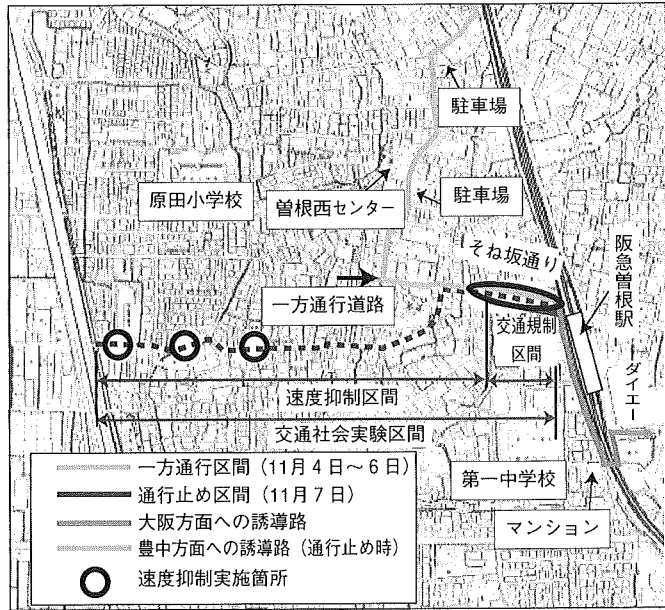 駐車場
原田小学校
曽根西センター
駐車場
そね坂通り
阪急曽根駅
一方通行道路
交通規制
区間
ダイエー
速度抑制区間
交通社会実験区間
第一中学校
マンション
一方通行区間（11月4日～6日）
通行止め区間（11月7日）
大阪方面への誘導路
豊中方面への誘導路（通行止め時）
速度抑制実施箇所